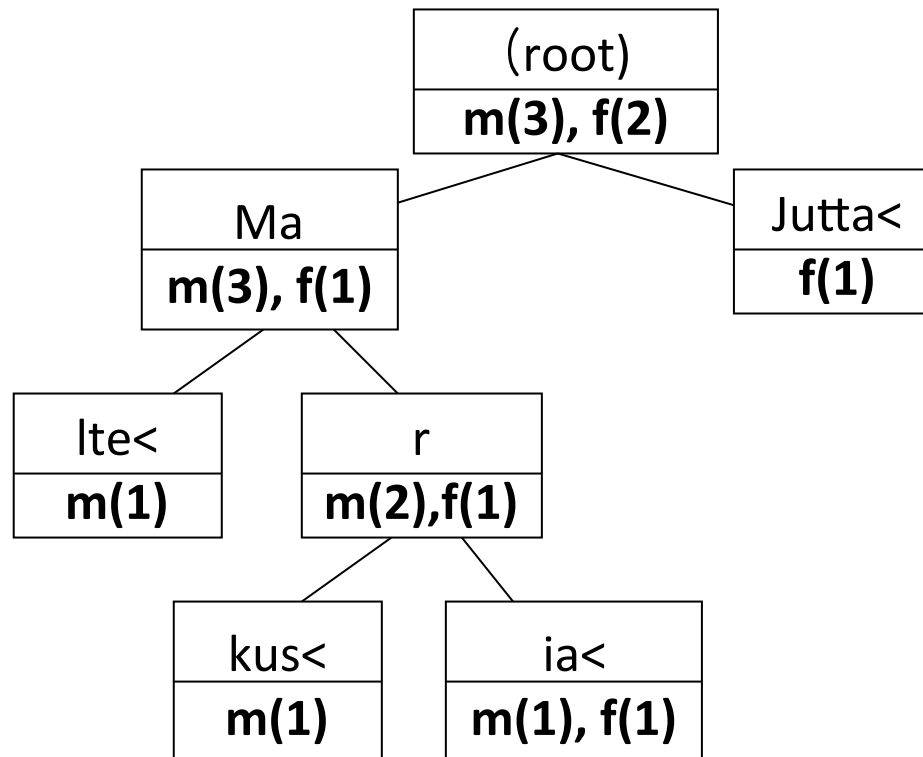 (root)
m(3), f(2)
Ma
m(3), f(1)
Jutta<
f(1)
lte<
m(1)
r
m(2),f(1)
kus<
m(1)
ia<
m(1), f(1)